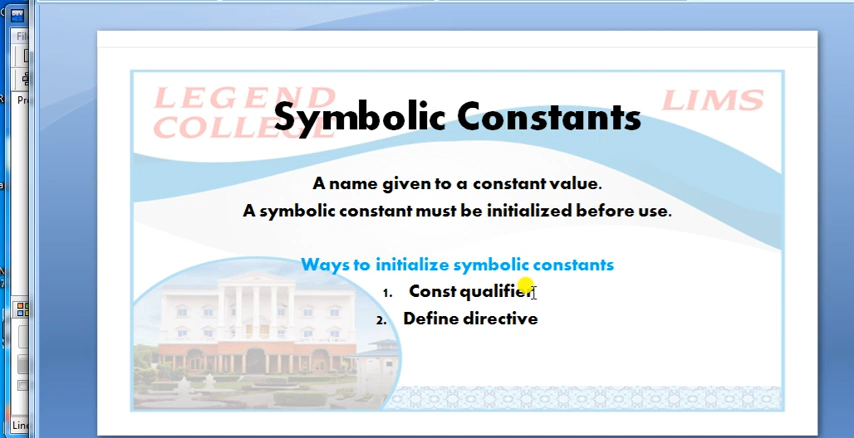 LEGEND
COLLEGE
LIMS
Symbolic Constants
A name given to a constant value.
A symbolic constant must be initialized before use.
Ways to initialize symbolic constants
1. Const qualifier
2. Define directive